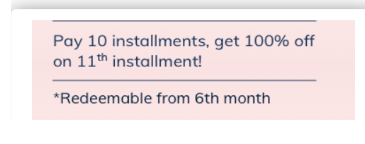 Pay 10 installments, get 100% off
on 11th installment!
*Redeemable from 6th month